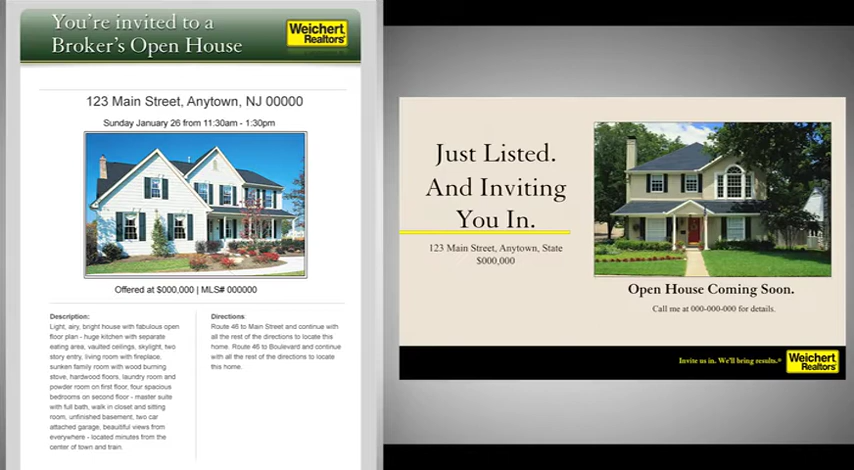 You're invited to a
Broker's Open House
Weichert
Realtors®
123 Main Street, Anytown, NJ 00000
Sunday January 26 from 11:30am - 1:30pm
Offered at $000,000 | MLS# 000000
Description:
Light, airy, bright house with fabulous open
floor plan - huge kitchen with separate
eating area, vaulted ceilings, skylight, two
story entry, living room with fireplace,
sunken family room with wood burning
stove, hardwood floors, laundry room and
powder room on first floor, four spacious
bedrooms on second floor - master suite
with full bath, walk in closet and sitting
room, unfinished basement, two car
attached garage, beautiful views from
everywhere - located minutes from the
center of town and train.
Directions:
Route 46 to Main Street and continue with
all the rest of the directions to locate this
home. Route 46 to Boulevard and continue
with all the rest of the directions to locate
this home.
Just Listed.
And Inviting
You In.
123 Main Street, Anytown, State
$000,000
Open House Coming Soon.
Call me at 000-000-000 for details.
Invite us in. We'll bring results.®
Weichert
Realtors®